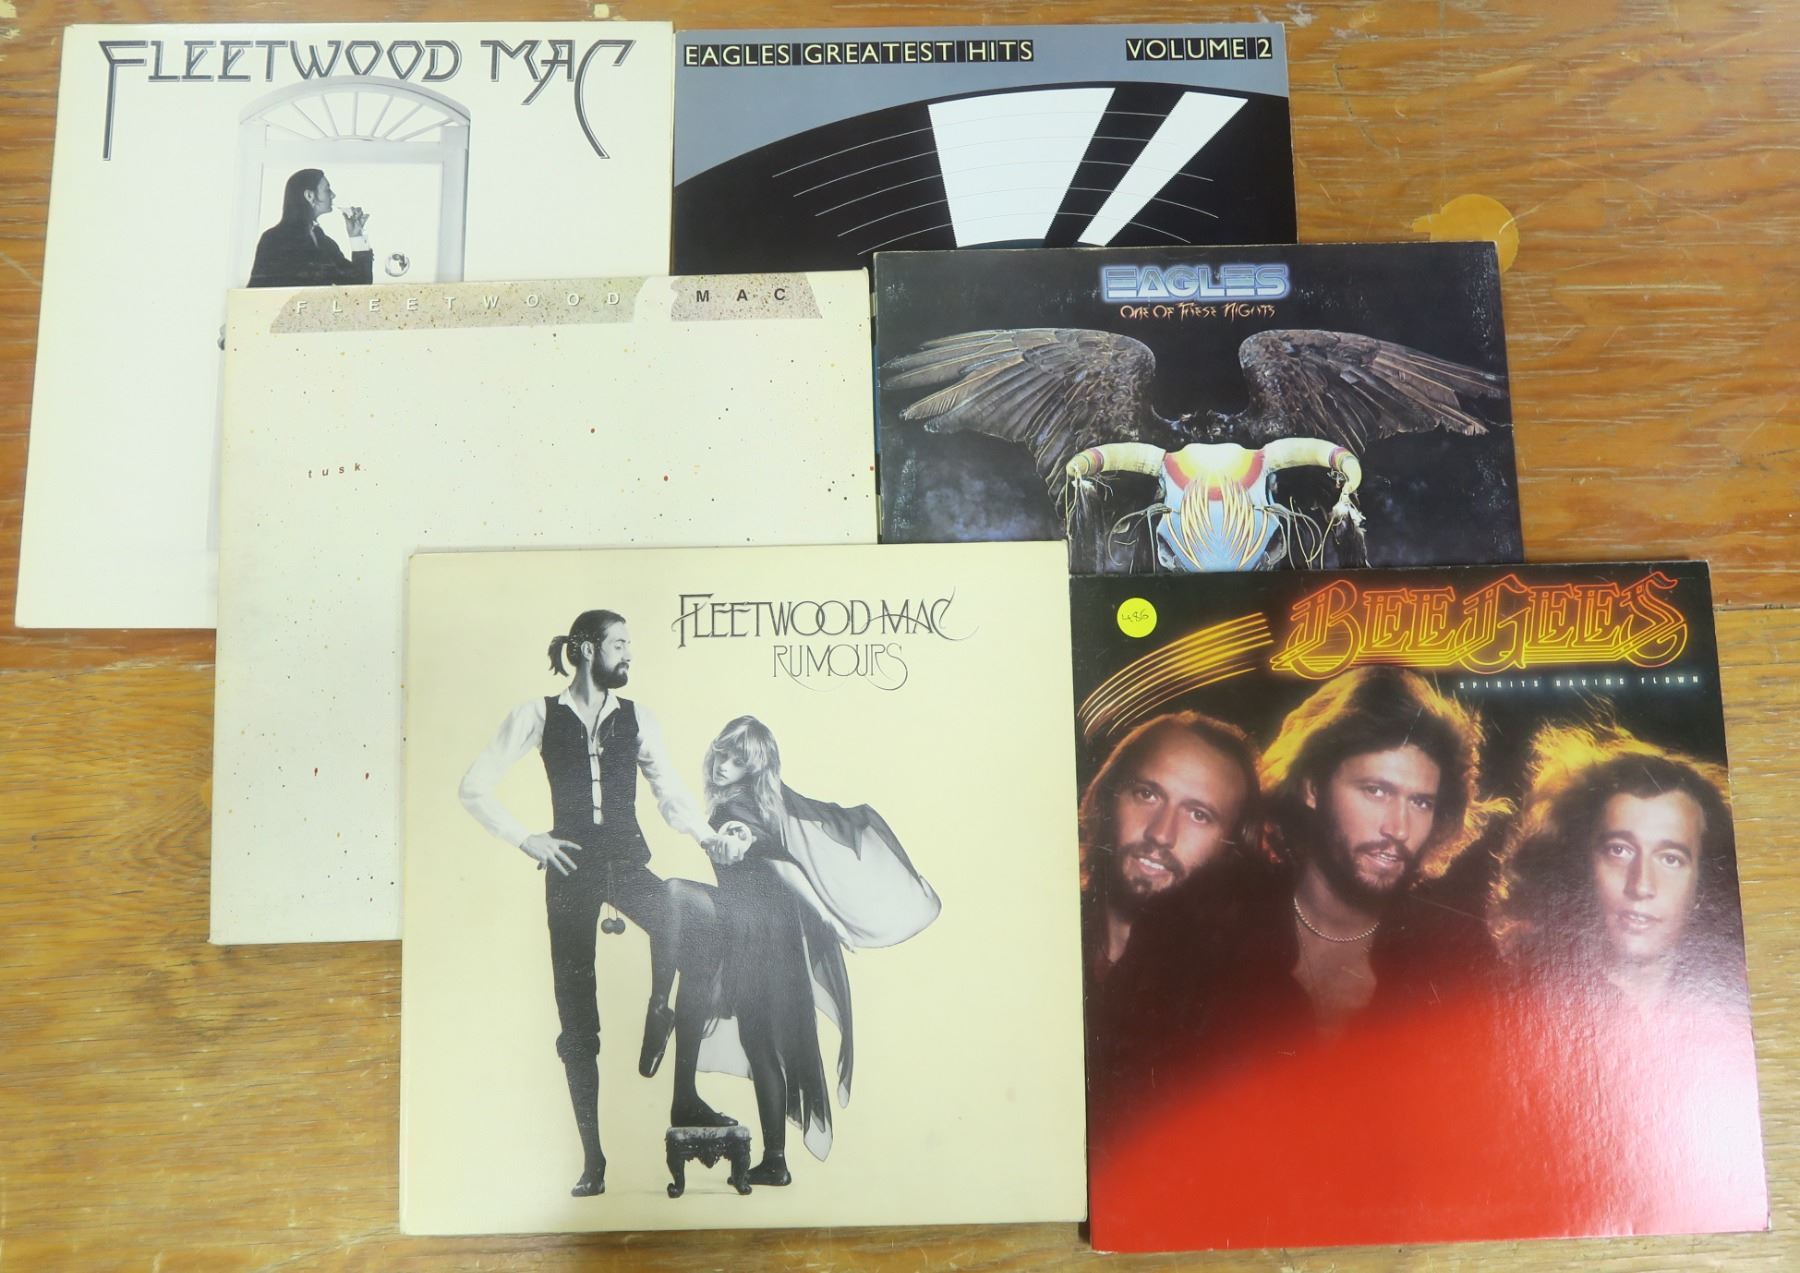 FLEETWOOD MAC
EAGLES GREATEST HITS VOLUME 2
FLEETWOOD MAC
tusk.
EAGLES
ONE OF THESE NIGHTS
FLEETWOOD MAC
RUMOURS
486
BEE GEES
SPIRITS HAVING FLOWN